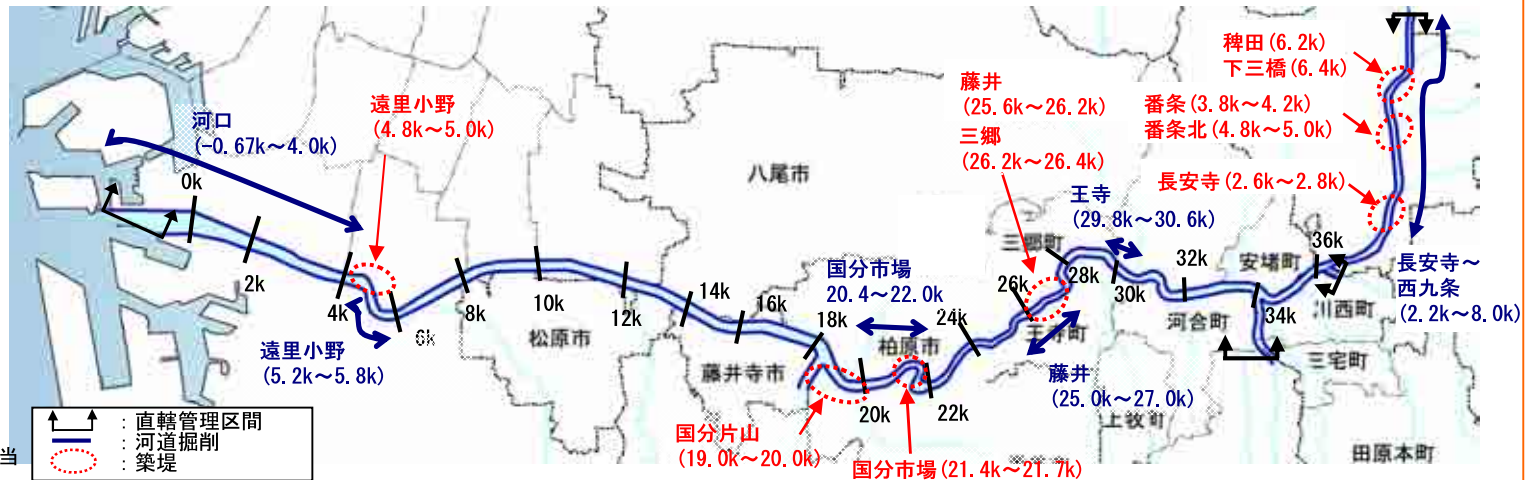 河口
(-0.67k～4.0k)
遠里小野
(4.8k～5.0k)
八尾市
藤井
(25.6k～26.2k)
三郷
(26.2k～26.4k)
稗田(6.2k)
下三橋(6.4k)
番条(3.8k～4.2k)
番条北(4.8k～5.0k)
長安寺(2.6k～2.8k)
王寺
(29.8k～30.6k)
三郷町
安堵町
長安寺～
西九条
(2.2k～8.0k)
0k
2k
4k
6k
8k
10k
12k
14k
16k
18k
20k
22k
24k
26k
28k
30k
32k
34k
36k
国分市場
20.4～22.0k
柏原市
松原市
藤井寺市
王寺町
河合町
川西町
三宅町
上牧町
田原本町
遠里小野
(5.2k～5.8k)
藤井
(25.0k～27.0k)
国分片山
(19.0k～20.0k)
国分市場(21.4k～21.7k)
：直轄管理区間
：河道掘削
：築堤
当